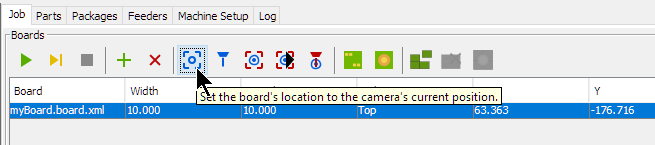 Job Parts Packages Feeders Machine Setup Log
Boards
Board Width Y
Set the board's location to the camera's current position.
myBoard.board.xml 10.000 10.000 Top 63.363 -176.716